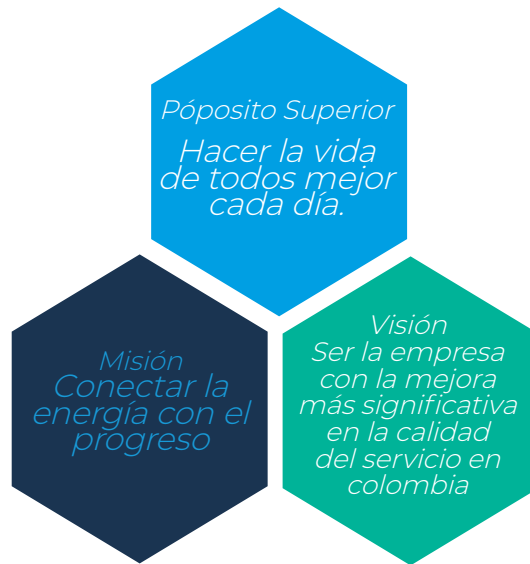 Póposito Superior
Hacer la vida
de todos mejor
cada día.
Misión
Conectar la
energía con el
progreso
Visión
Ser la empresa
con la mejora
más significativa
en la calidad
del servicio en
colombia